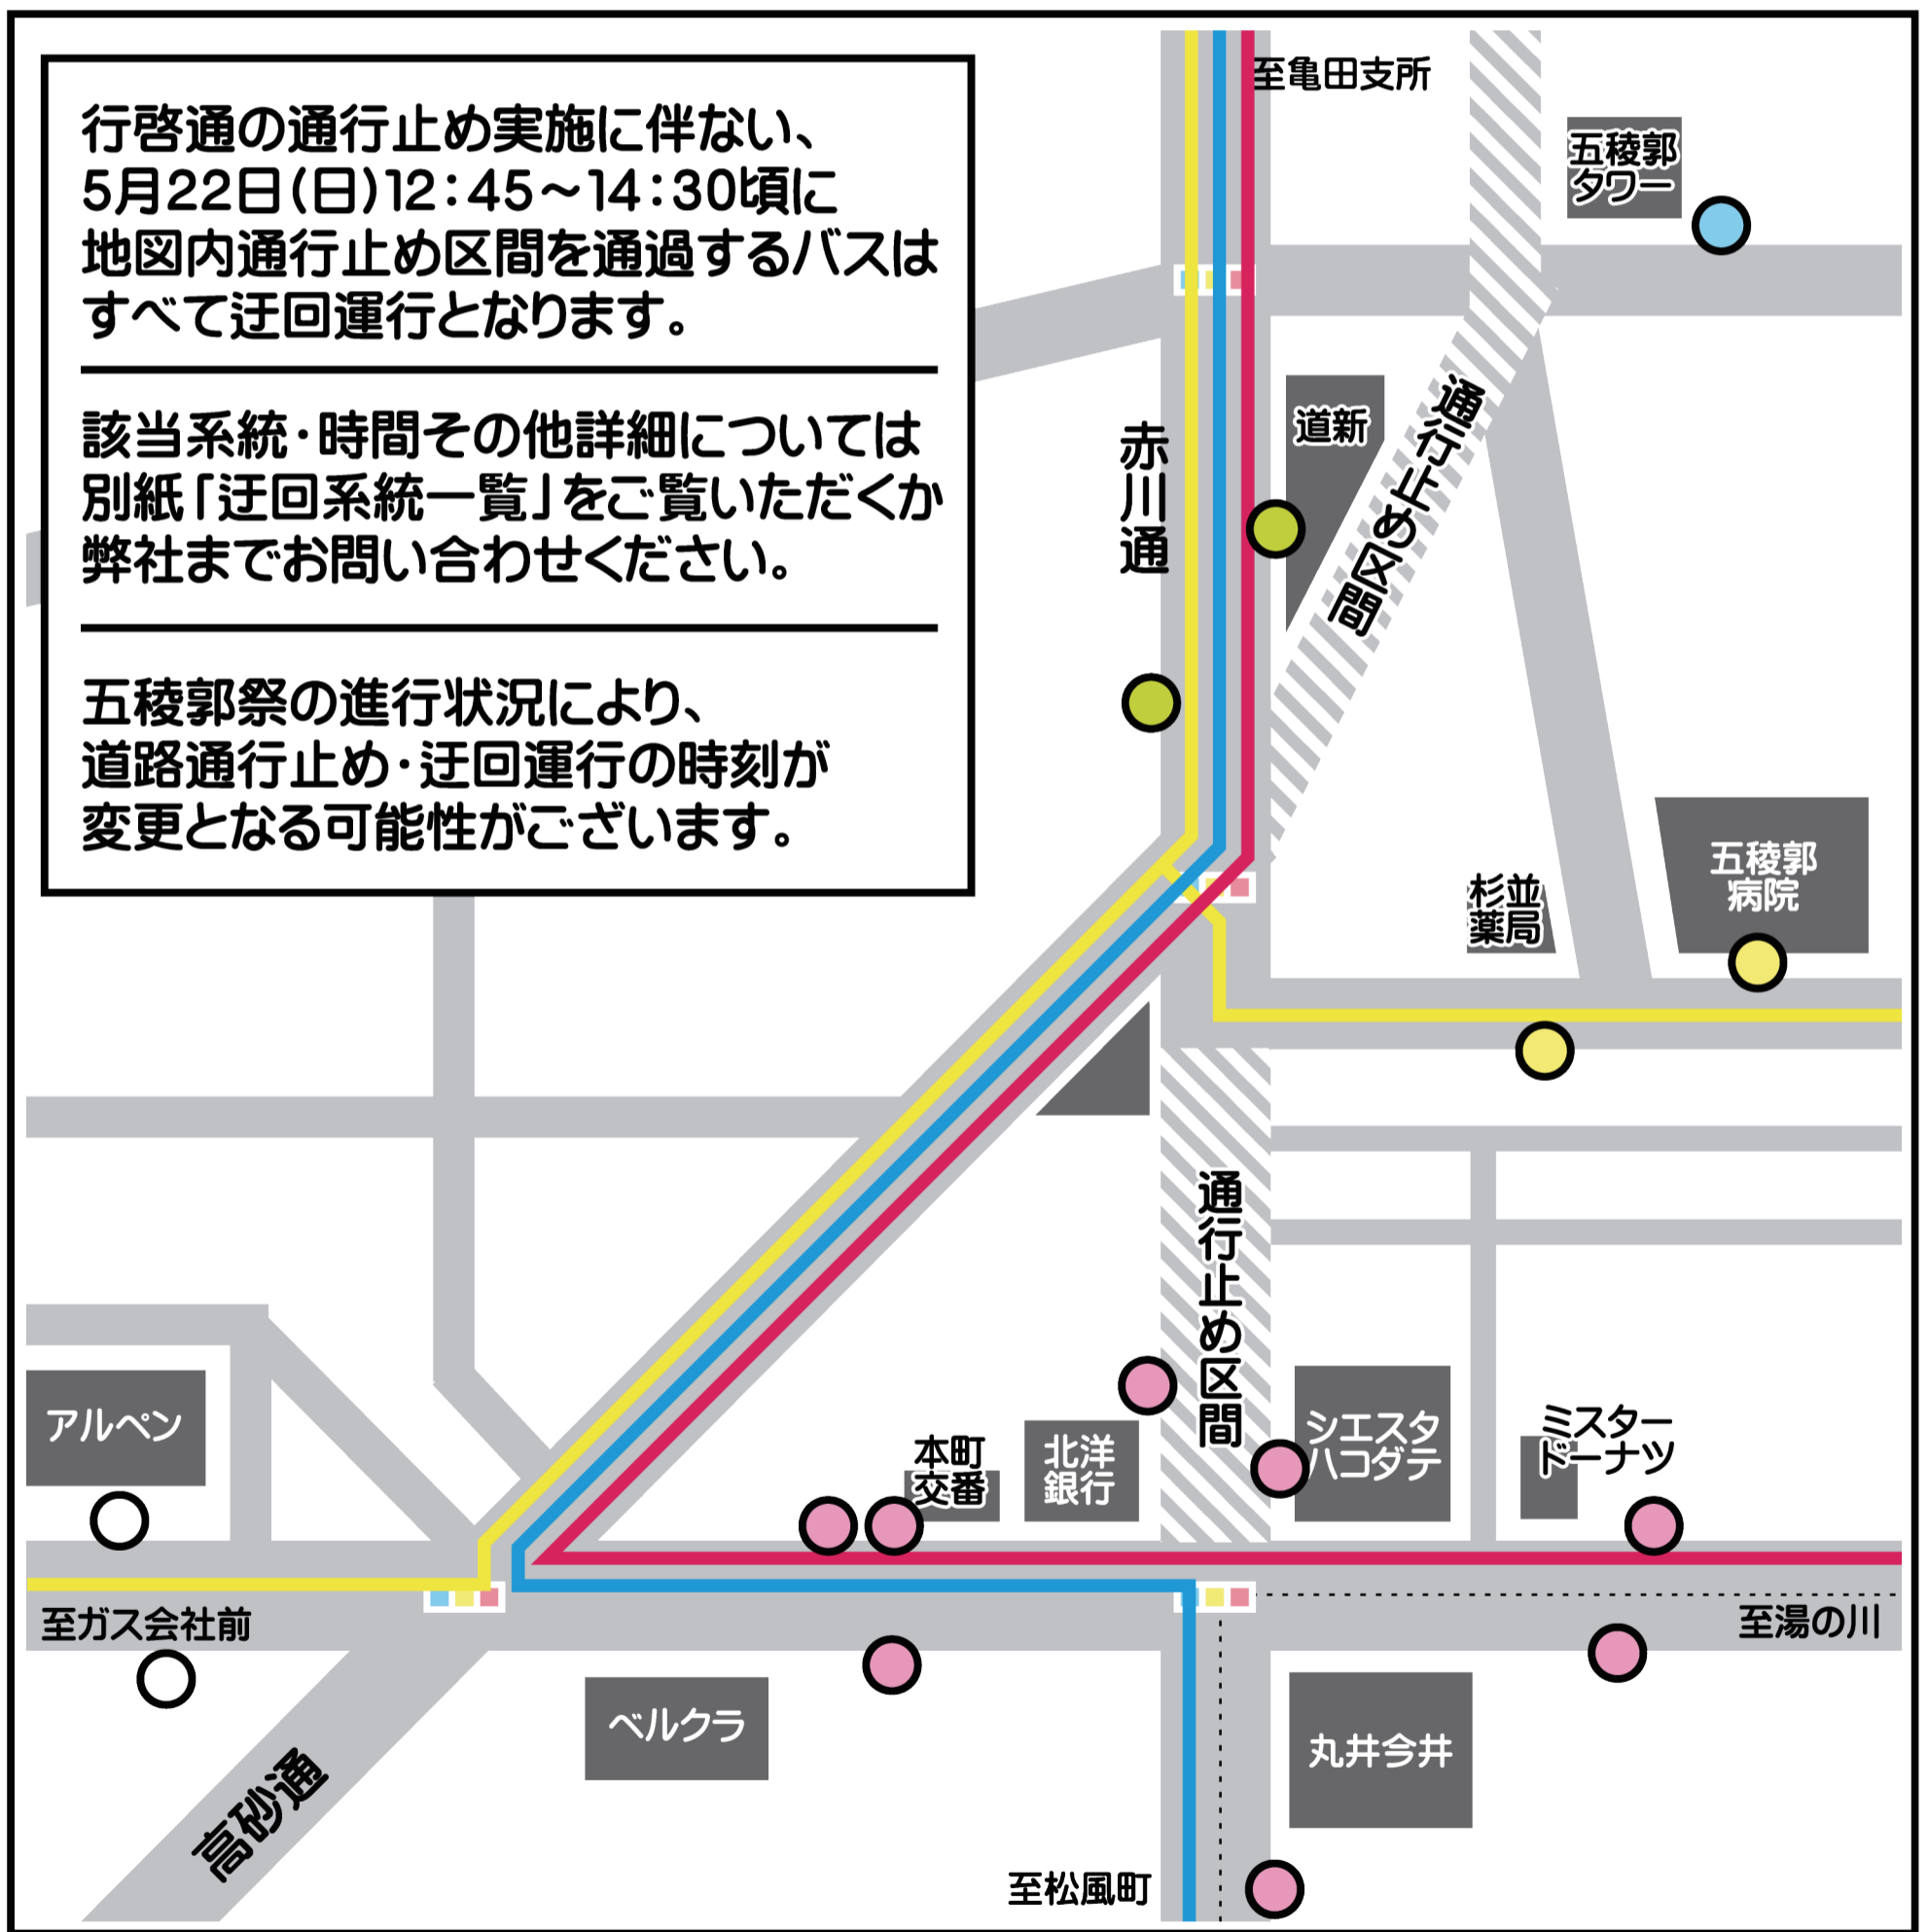 行啓通の通行止め実施に伴ない、
5月22日(日)12:45~14:30頃に
地図内通行止め区間を通過するバスは
すべて迂回運行となります。
該当系統・時間その他詳細については
別紙「迂回系統一覧」をご覧いただくか
弊社までお問い合わせください。
五稜郭祭の進行状況により、
道路通行止め・迂回運行の時刻が
変更となる可能性がございます。
至亀田支所
五稜郭
タワー
道新
通行止め区間
赤川通
五稜郭
病院
杉並
薬局
通行止め区間
アルペン
本町
交番
北洋
銀行
シエスタ
ハコダテ
ミスター
ドーナツ
至ガス会社前
至湯の川
ベルクラ
丸井今井
高砂通
至松風町